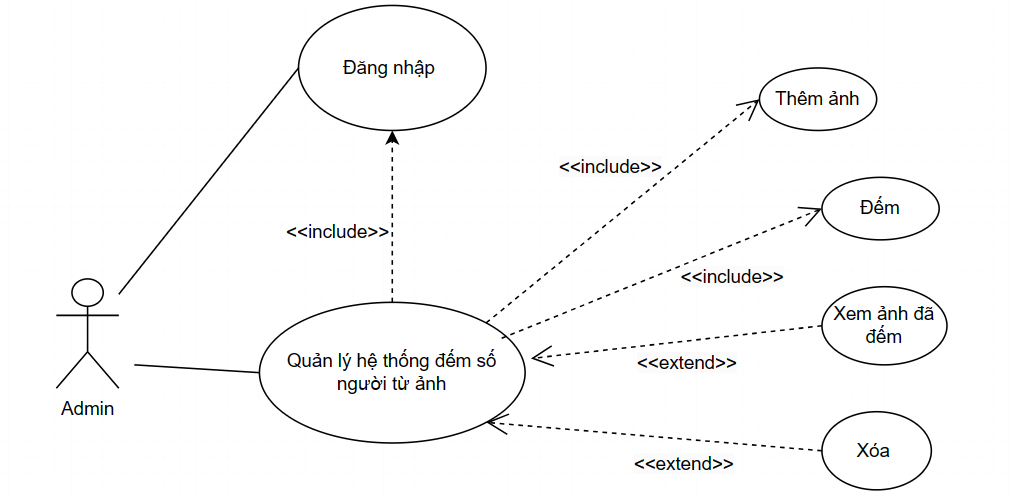 Đăng nhập
Thêm ảnh
<<include>>
Đếm
<<include>>
<<include>>
Xem ảnh đã
đếm
Quản lý hệ thống đếm số
người từ ảnh
<<extend>>
Admin
Xóa
<<extend>>